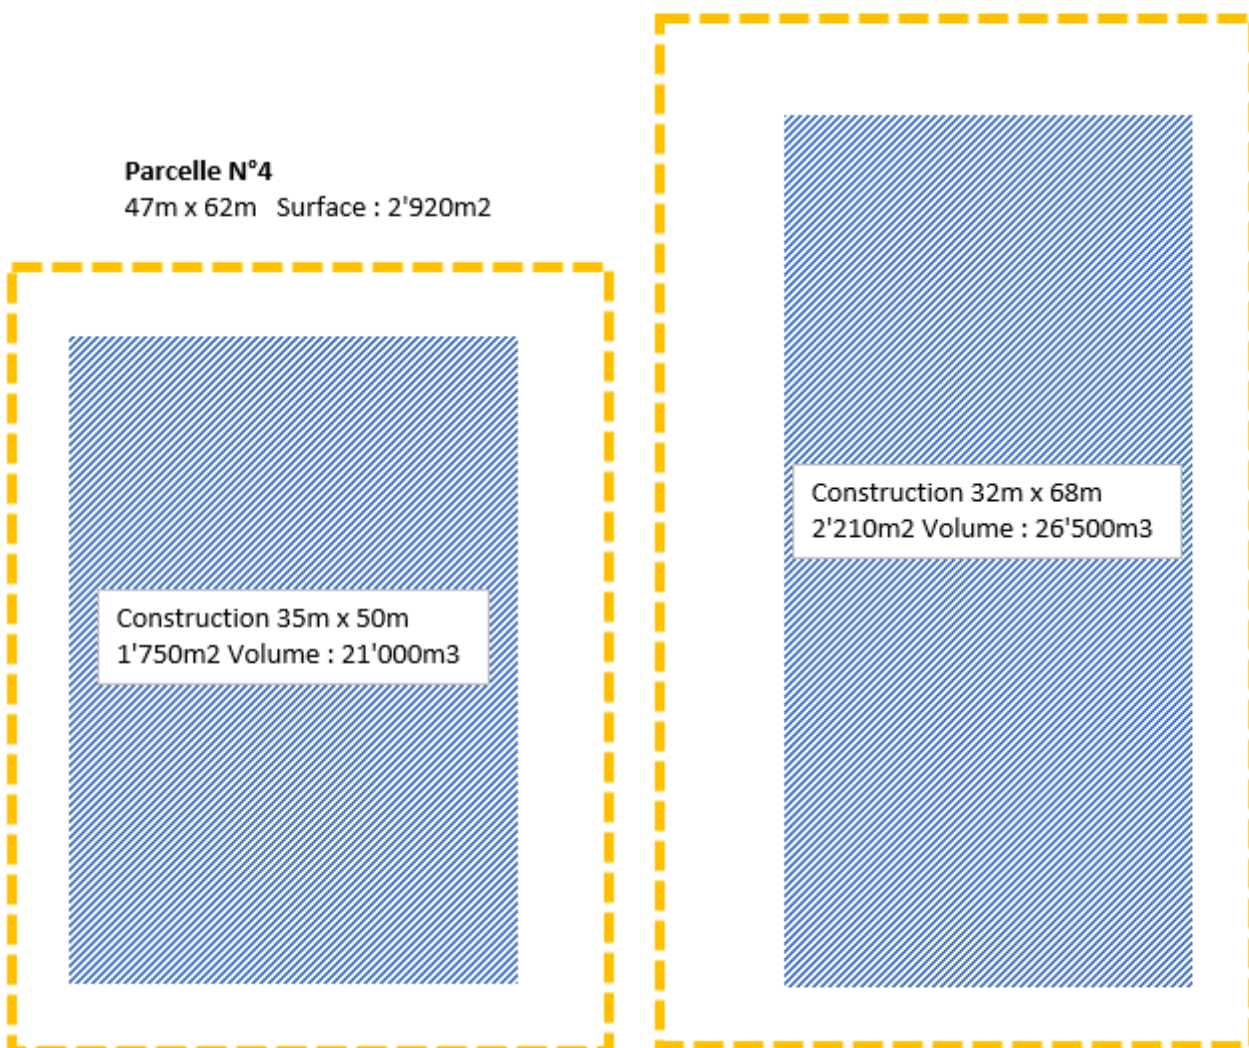 Parcelle N°4
47m x 62m Surface : 2'920m2
Construction 32m x 68m
2'210m2 Volume : 26'500m3
Construction 35m x 50m
1'750m2 Volume : 21'000m3